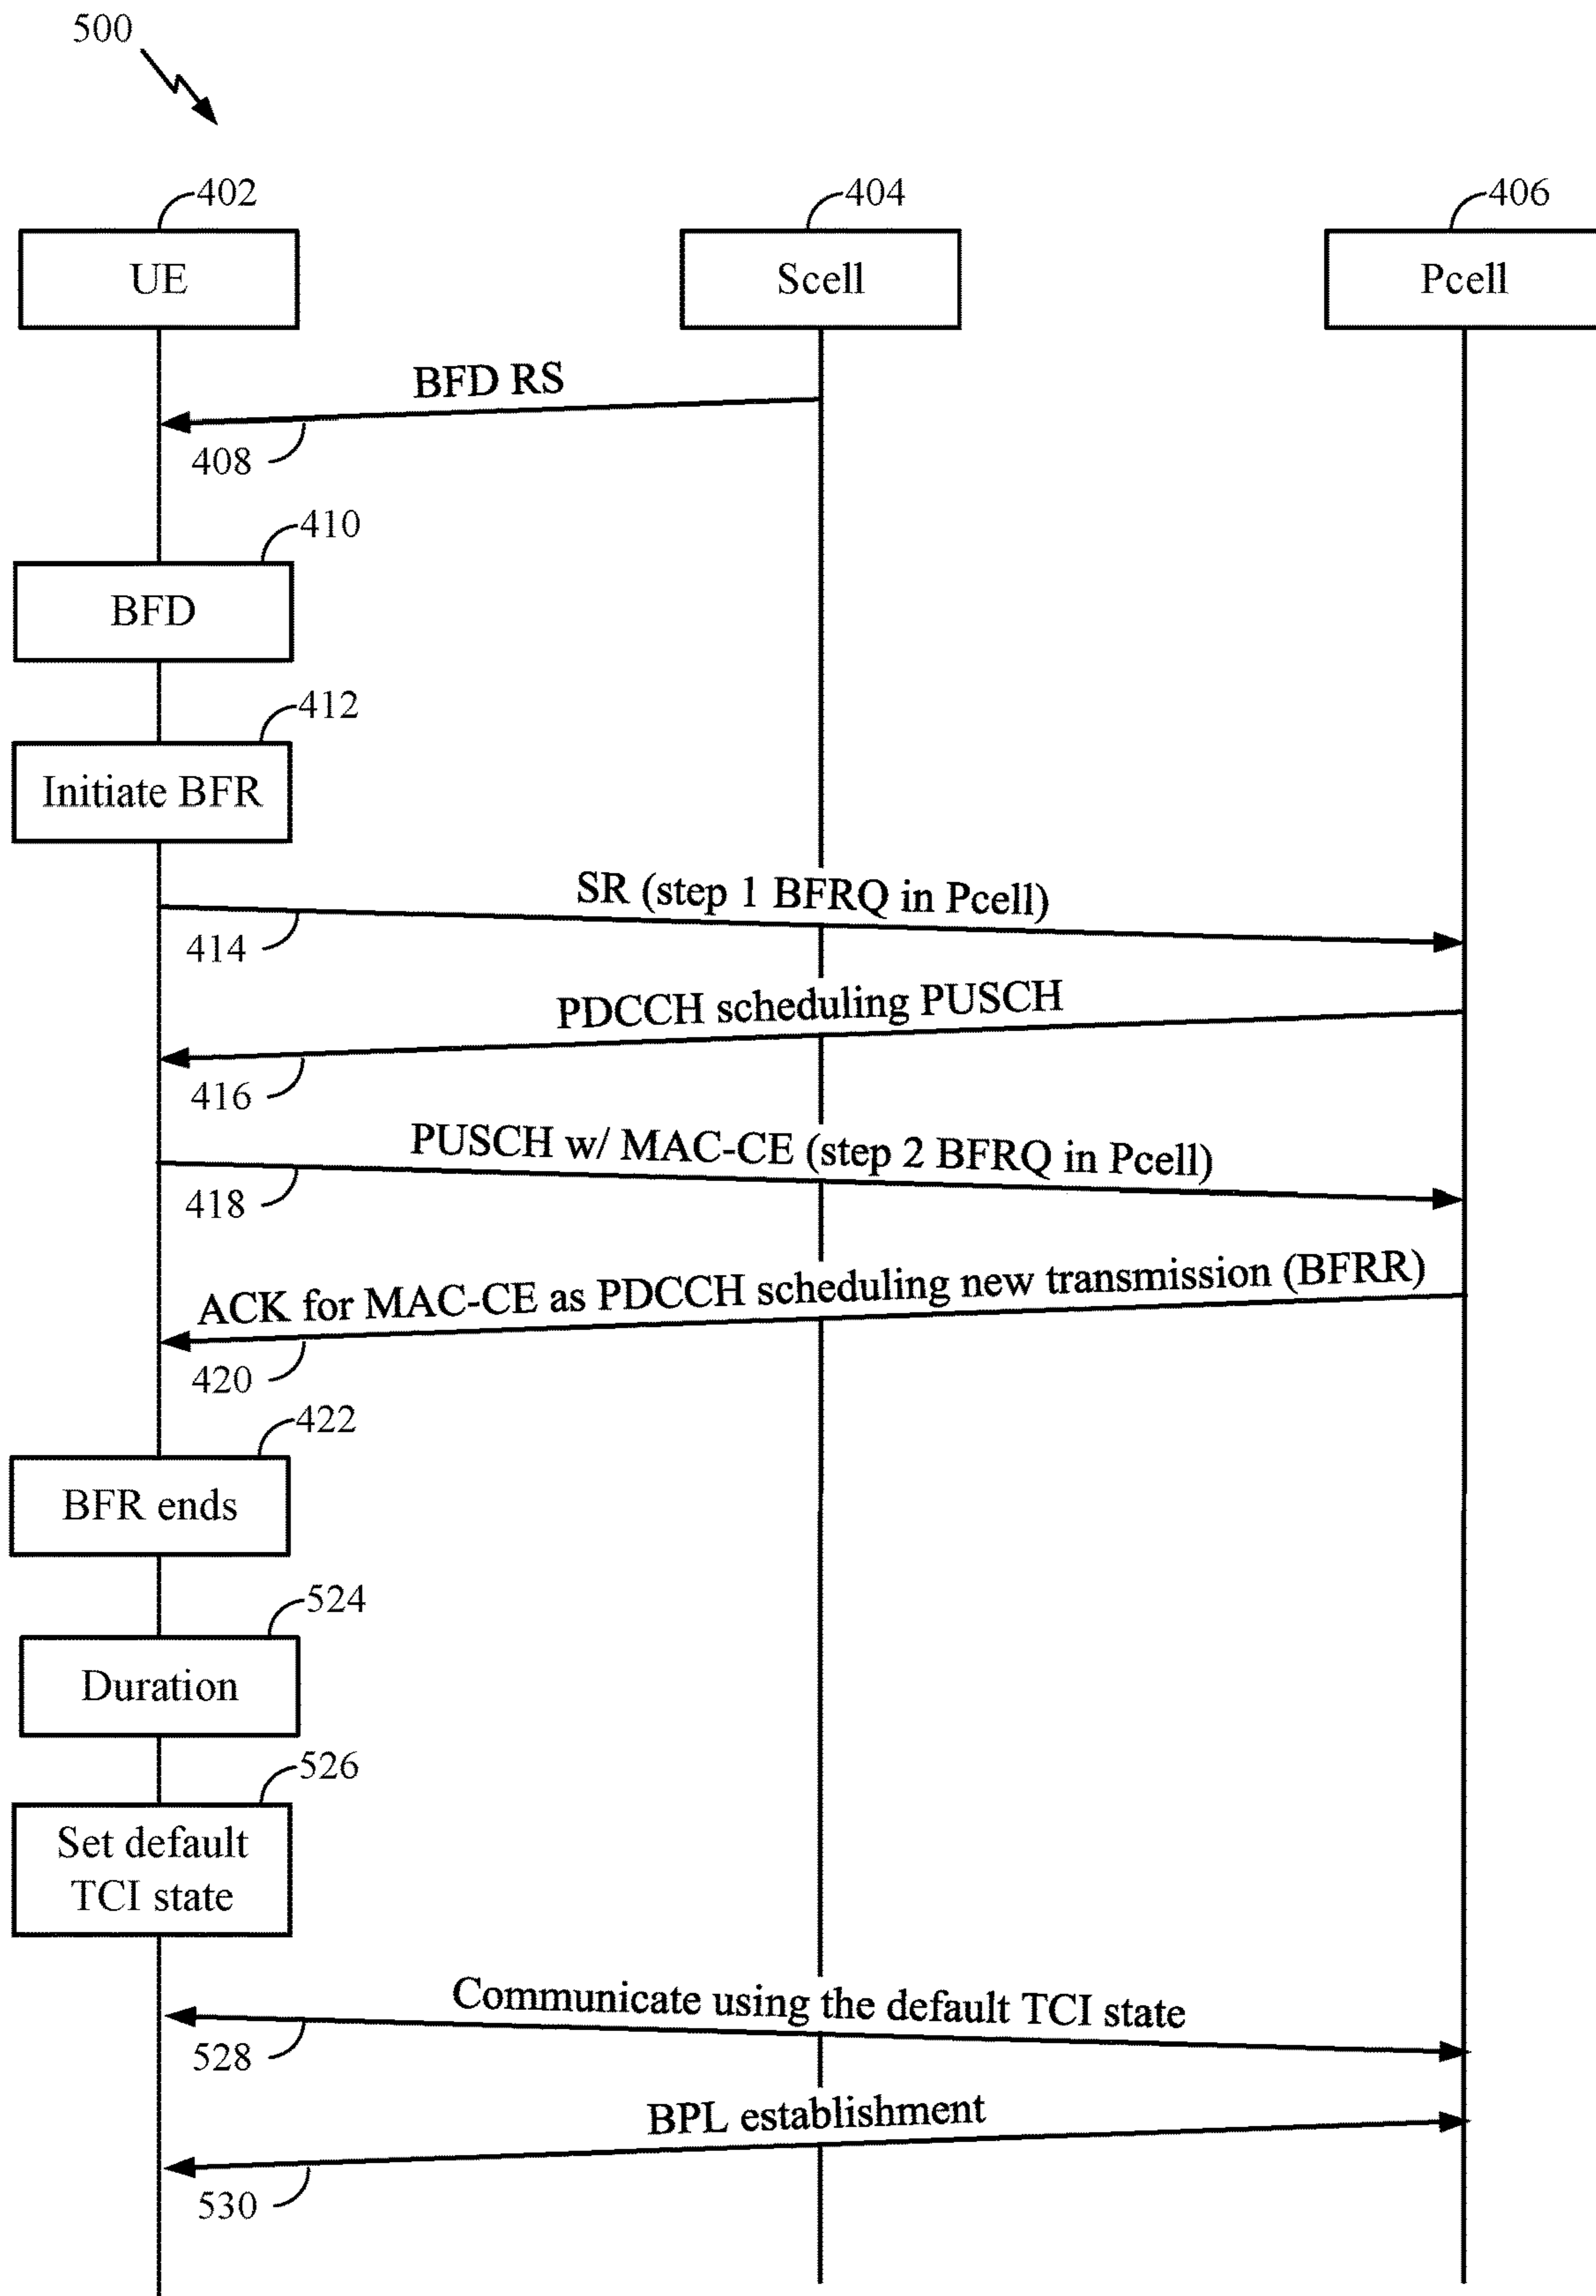 500
402
404
406
UE
Scell
Pcell
BFD RS
408
410
BFD
412
Initiate BFR
SR (step 1 BFRQ in Pcell)
414
PDCCH scheduling PUSCH
416
PUSCH w/ MAC-CE (step 2 BFRQ in Pcell)
418
ACK for MAC-CE as PDCCH scheduling new transmission (BFRR)
420
422
BFR ends
524
Duration
526
Set default
TCI state
Communicate using the default TCI state
528
BPL establishment
530